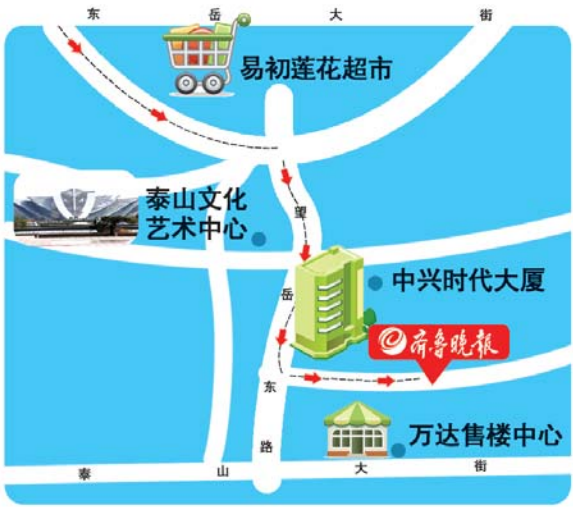 东岳大街
易初莲花超市
泰山文化
艺术中心
望岳东路
中兴时代大厦
齐鲁晚报
万达售楼中心
泰山大街